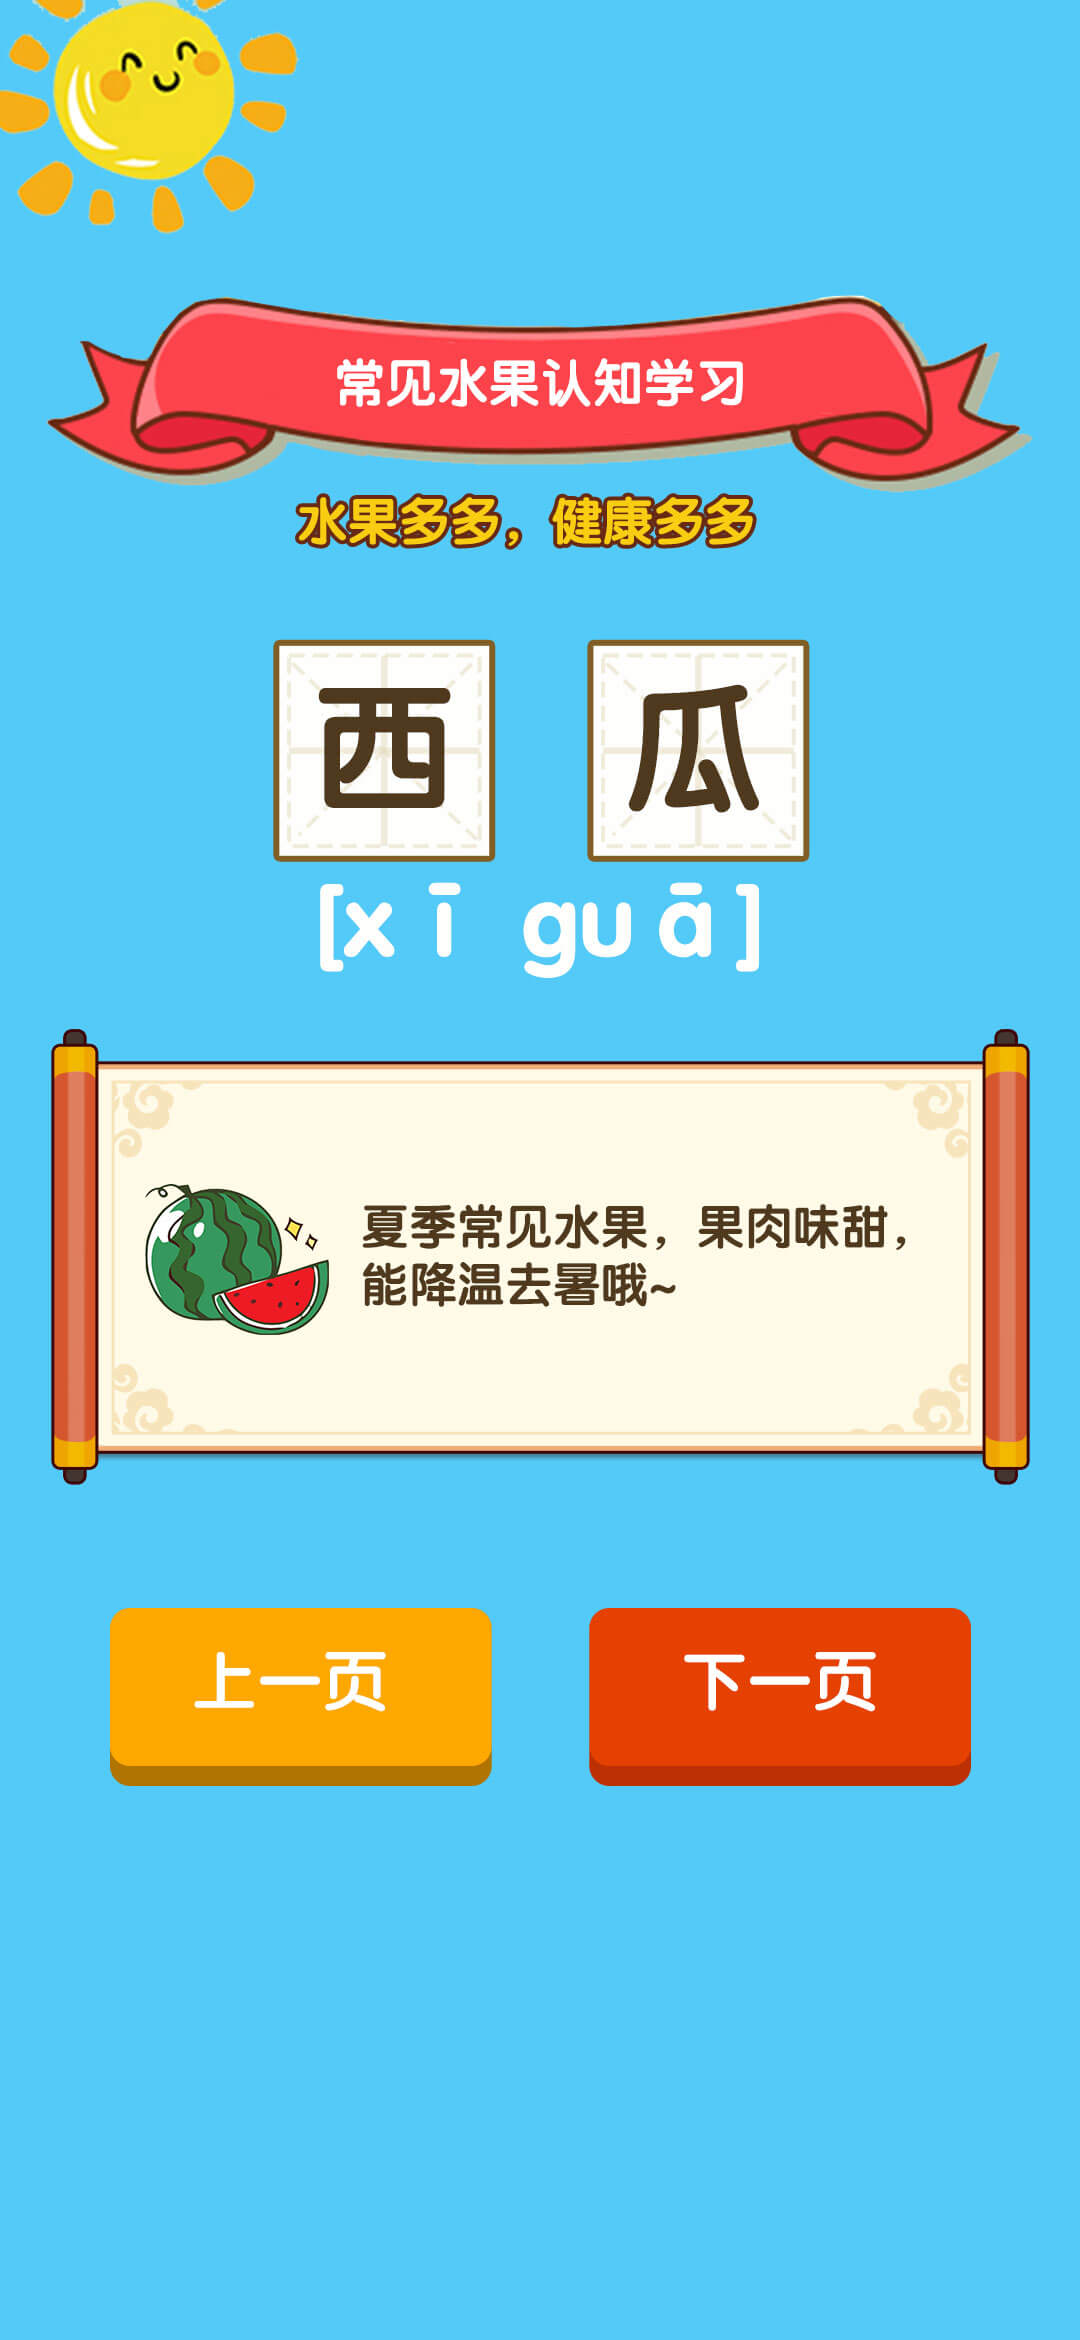 常见水果认知学习
水果多多，健康多多
西 瓜
[xī guā]
夏季常见水果，果肉味甜，
能降温去暑哦~
上一页 下一页